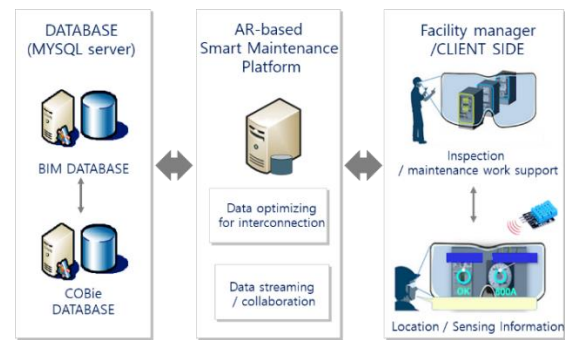 DATABASE
(MYSQL server)
BIM DATABASE
COBie
DATABASE
AR-based
Smart Maintenance
Platform
Data optimizing
for interconnection
Data streaming
/ collaboration
Facility manager
/CLIENT SIDE
Inspection
/ maintenance work support
OK
800A
Location / Sensing Information